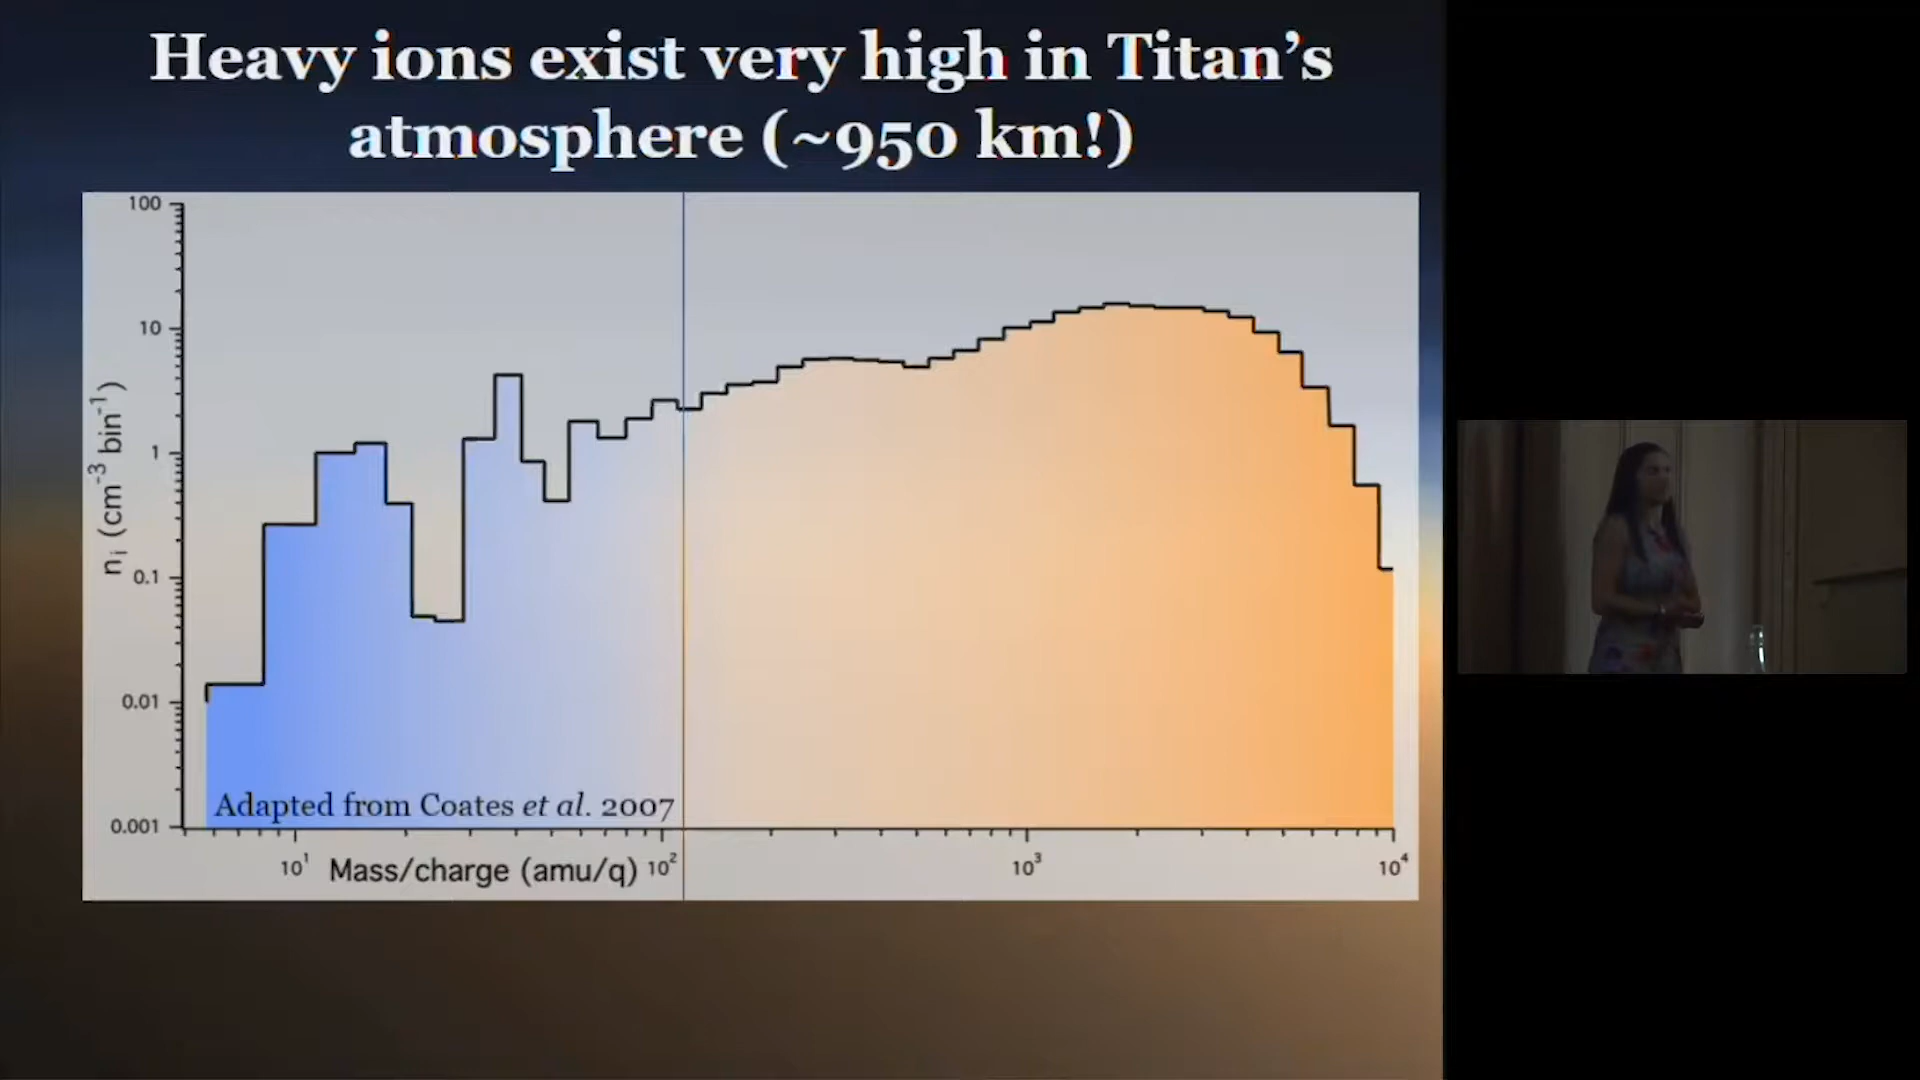 Heavy ions exist very high in Titan’s
atmosphere (~950 km!)
100
10
1
0.1
0.01
0.001
nᵢ (cm⁻³ bin⁻¹)
Adapted from Coates et al. 2007
10¹
Mass/charge (amu/q)
10²
10³
10⁴